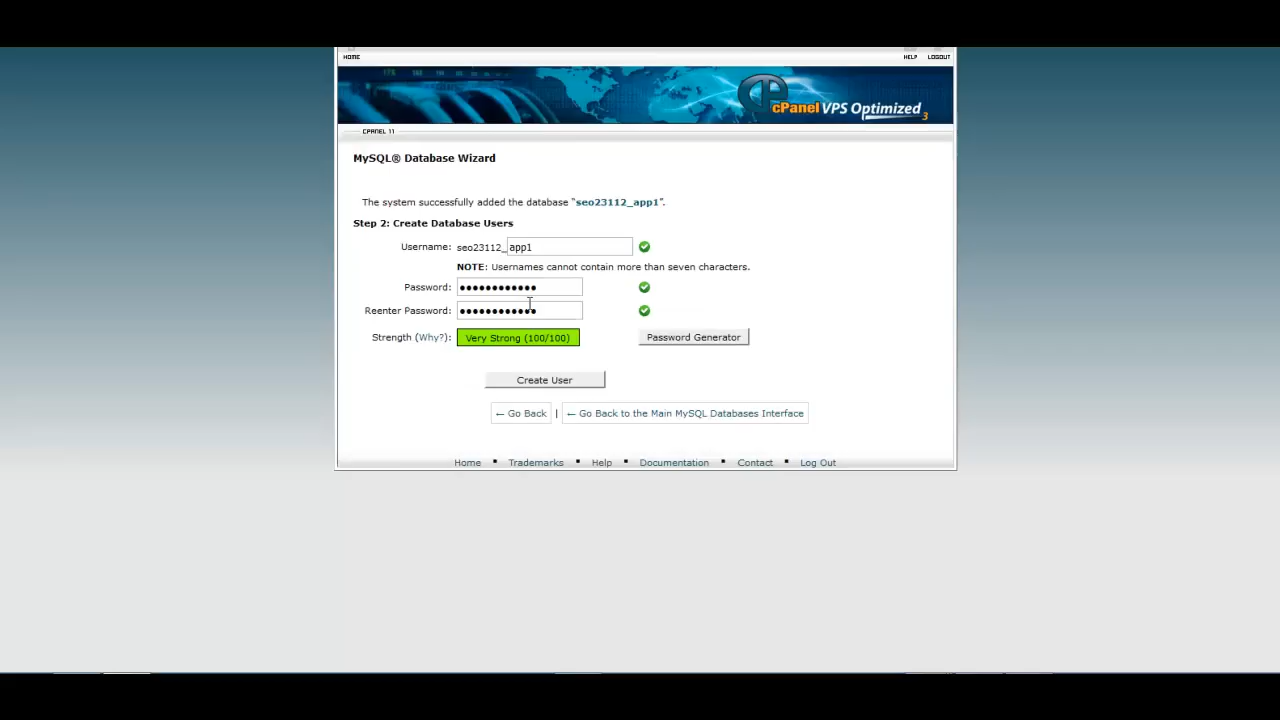 HOME HELP LOGOUT
cPanel VPS Optimized 3
CPANEL 11
MySQL® Database Wizard
The system successfully added the database “seo23112_app1”.
Step 2: Create Database Users
Username: seo23112_ app1
NOTE: Usernames cannot contain more than seven characters.
Password: ••••••••••••
Reenter Password: ••••••••••••
Strength (Why?): Very Strong (100/100) Password Generator
Create User
← Go Back | ← Go Back to the Main MySQL Databases Interface
Home ▪ Trademarks ▪ Help ▪ Documentation ▪ Contact ▪ Log Out